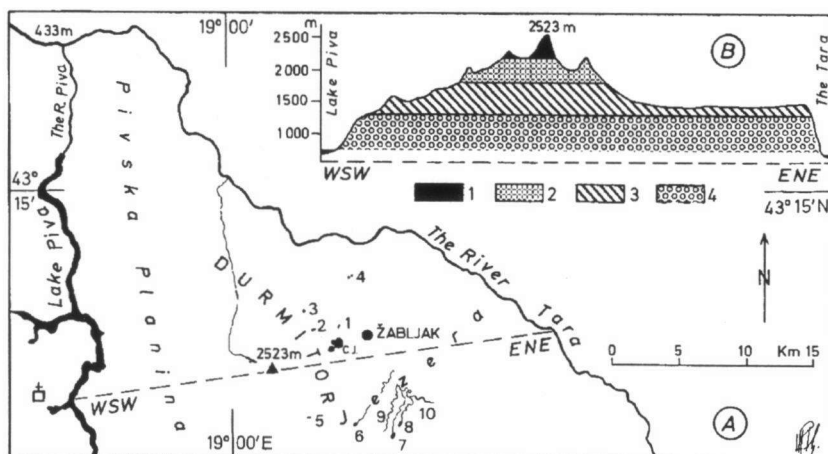 433m
19° 00'
m
2523m
B
2500
2000
1500
1000
Lake Piva
The Tara
WSW
ENE
1
2
3
4
43° 15' N
The R. Piva
Pivska planina
43°
15'
Lake Piva
DURMITOR
The River Tara
N
4
3
2
1
ŽABLJAK
C.J.
Jezera
2523m
ENE
WSW
0 5 10 Km 15
5
6
7
8
9
10
19° 00'E
A